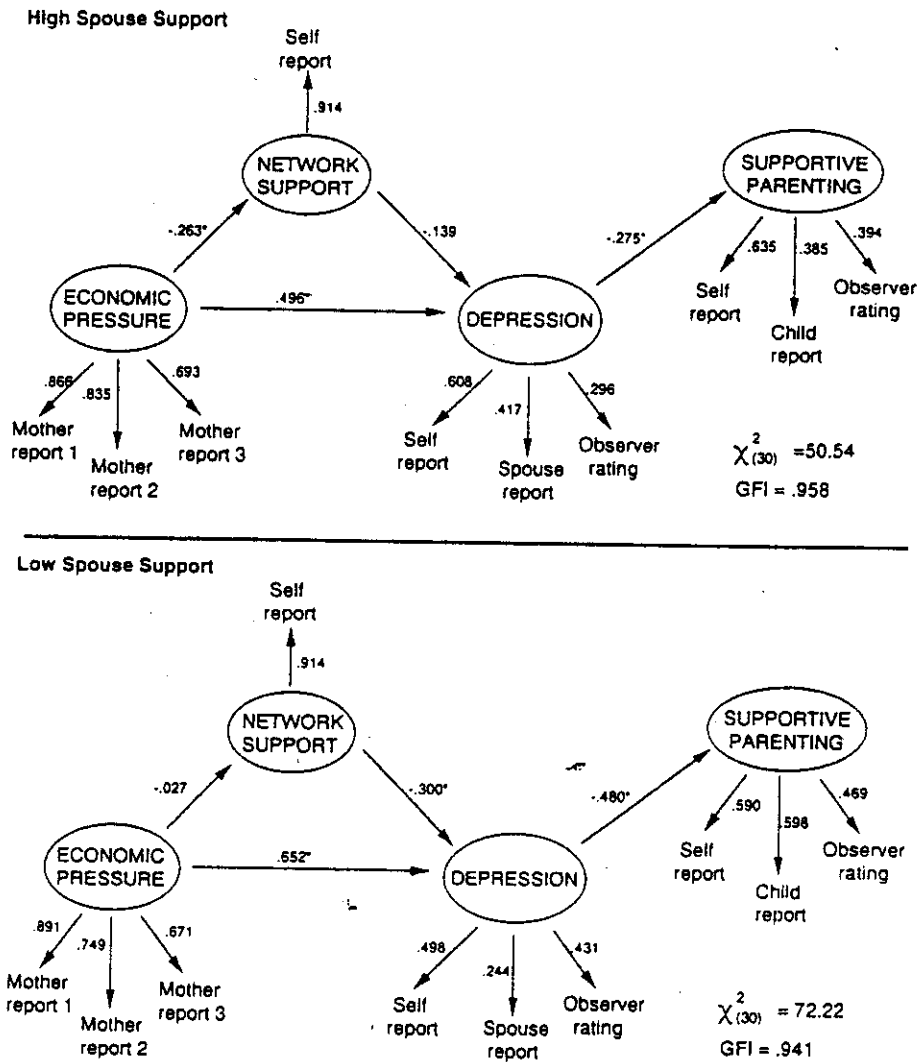 High Spouse Support
Self
report
.914
NETWORK
SUPPORT
SUPPORTIVE
PARENTING
-.263*
-.139
-.275*
.635
.385
.394
ECONOMIC
PRESSURE
.496*
DEPRESSION
Self
report
Child
report
Observer
rating
.866
.835
.693
.608
.417
.296
Mother
report 1
Mother
report 2
Mother
report 3
Self
report
Spouse
report
Observer
rating
χ²(30) =50.54
GFI = .958
Low Spouse Support
Self
report
.914
NETWORK
SUPPORT
SUPPORTIVE
PARENTING
-.027
-.300*
-.480*
.590
.598
.469
ECONOMIC
PRESSURE
.652*
DEPRESSION
Self
report
Child
report
Observer
rating
.891
.749
.671
.498
.244
.431
Mother
report 1
Mother
report 2
Mother
report 3
Self
report
Spouse
report
Observer
rating
χ²(30) = 72.22
GFI = .941